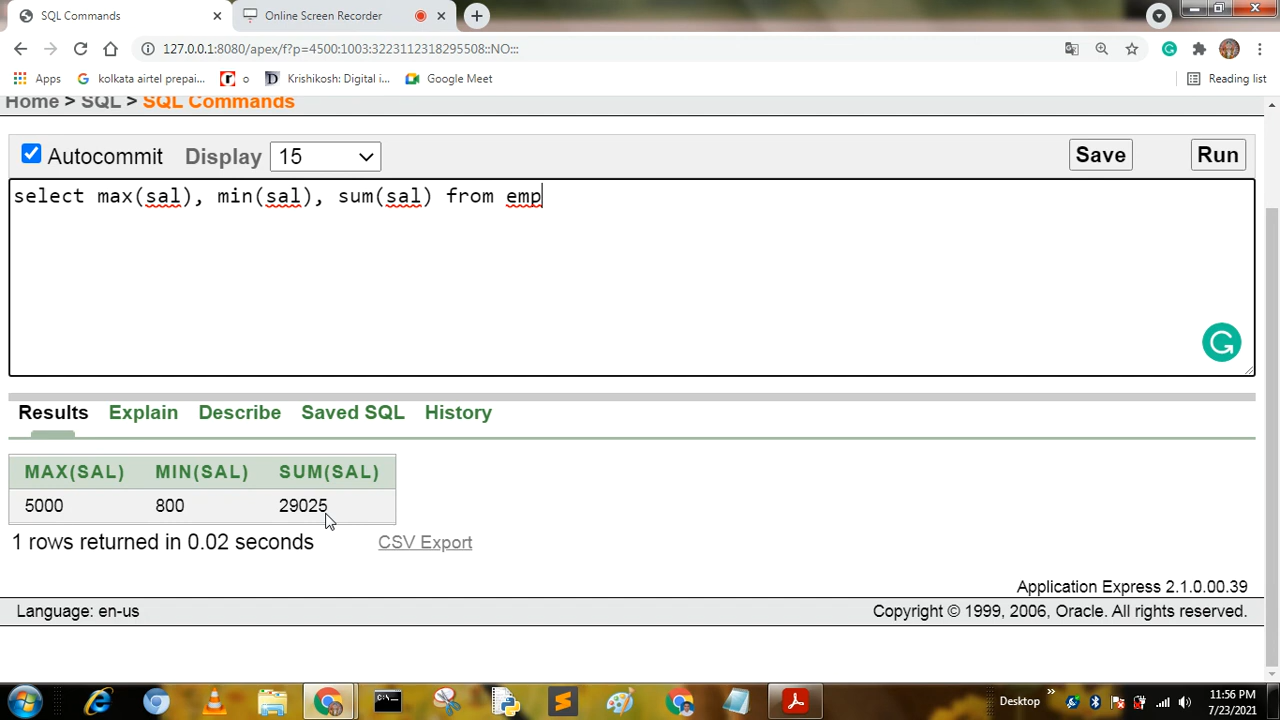 SQL Commands
Online Screen Recorder
127.0.0.1:8080/apex/f?p=4500:1003:3223112318295508::NO:::
Apps kolkata airtel prepai... o Krishikosh: Digital i... Google Meet Reading list
Home > SQL > SQL Commands
Autocommit Display 15 Save Run
select max(sal), min(sal), sum(sal) from emp
Results Explain Describe Saved SQL History
MAX(SAL) MIN(SAL) SUM(SAL)
5000 800 29025
1 rows returned in 0.02 seconds CSV Export
Application Express 2.1.0.00.39
Language: en-us Copyright © 1999, 2006, Oracle. All rights reserved.
Desktop
11:56 PM
7/23/2021